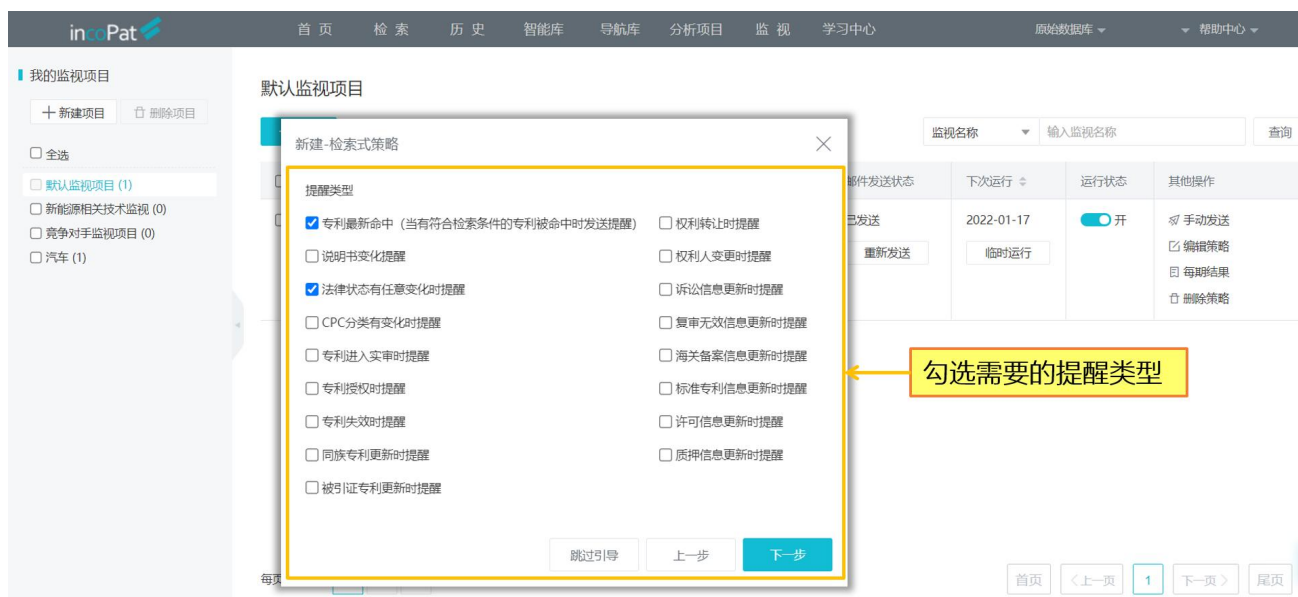 incoPat 首页 检索 历史 智能库 导航库 分析项目 监视 学习中心 原始数据库 帮助中心
我的监视项目
新建项目 删除项目
全选
默认监视项目 (1)
新能源相关技术监视 (0)
竞争对手监视项目 (0)
汽车 (1)
默认监视项目
监视名称 输入监视名称 查询
邮件发送状态 下次运行 运行状态 其他操作
已发送 2022-01-17 开 手动发送
重新发送 临时运行 编辑策略
每期结果
删除策略
新建-检索式策略
提醒类型
专利最新命中（当有符合检索条件的专利被命中时发送提醒） 权利转让时提醒
说明书变化提醒 权利人变更时提醒
法律状态有任意变化时提醒 诉讼信息更新时提醒
CPC分类有变化时提醒 复审无效信息更新时提醒
专利进入实审时提醒 海关备案信息更新时提醒
专利授权时提醒 标准专利信息更新时提醒
专利失效时提醒 许可信息更新时提醒
同族专利更新时提醒 质押信息更新时提醒
被引证专利更新时提醒
跳过引导 上一步 下一步
勾选需要的提醒类型
每页 首页 <上一页 1 下一页> 尾页